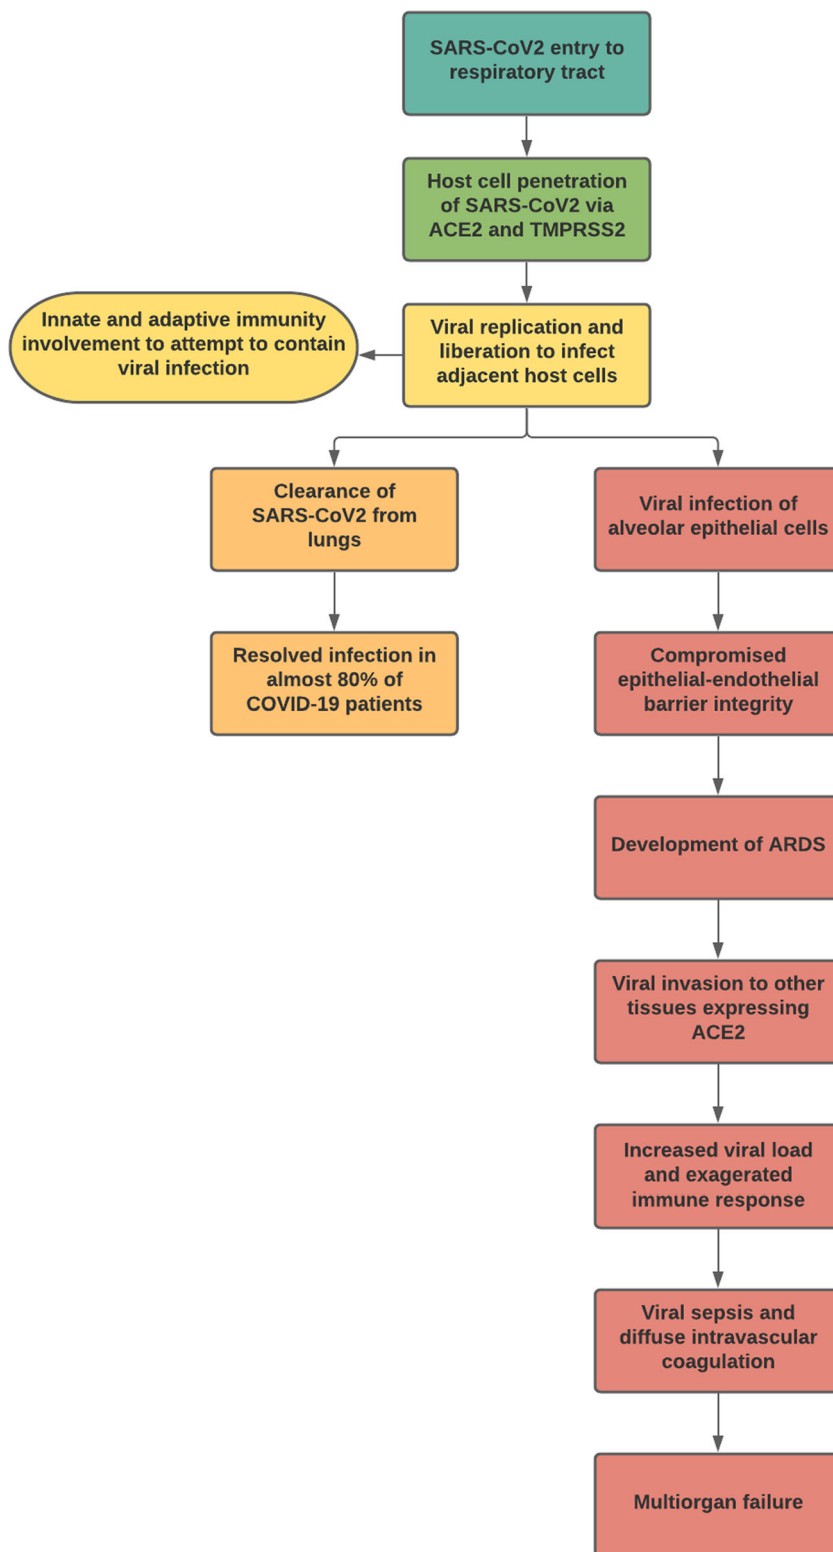 SARS-CoV2 entry to
respiratory tract
Host cell penetration
of SARS-CoV2 via
ACE2 and TMPRSS2
Innate and adaptive immunity
involvement to attempt to contain
viral infection
Viral replication and
liberation to infect
adjacent host cells
Clearance of
SARS-CoV2 from
lungs
Resolved infection in
almost 80% of
COVID-19 patients
Viral infection of
alveolar epithelial cells
Compromised
epithelial-endothelial
barrier integrity
Development of ARDS
Viral invasion to other
tissues expressing
ACE2
Increased viral load
and exagerated
immune response
Viral sepsis and
diffuse intravascular
coagulation
Multiorgan failure